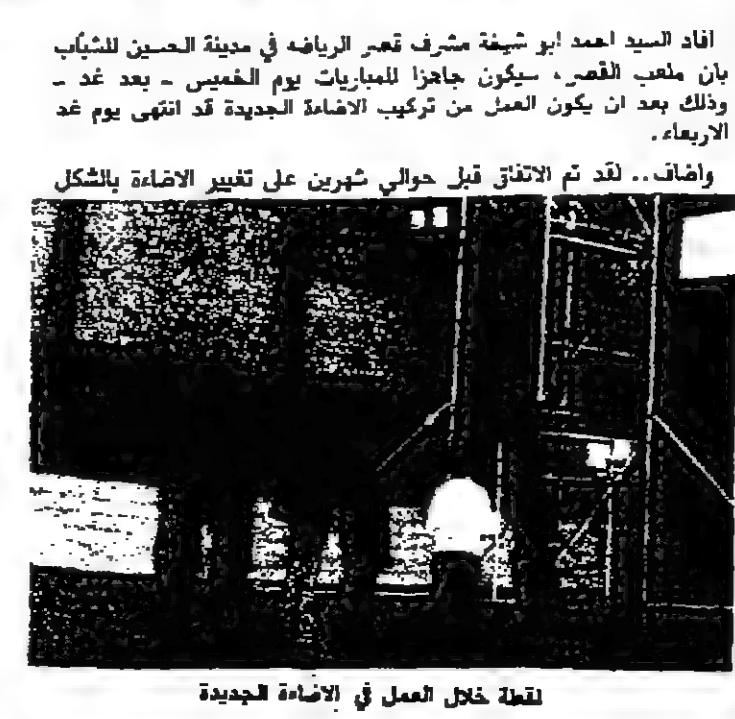 افاد السيد احمد ابو شيخة مشرف قصر الرياضه في مدينة الحسين للشباب
بان ملعب القصر، سيكون جاهزا للمباريات يوم الخميس - بعد غد -
وذلك بعد ان يكون العمل من تركيب الاضاءة الجديدة قد انتهى يوم غد
الاربعاء.
واضاف.. لقد تم الاتفاق قبل حوالي شهرين على تغيير الاضاءة بالشكل
لقطة خلال العمل في الاضاءة الجديدة